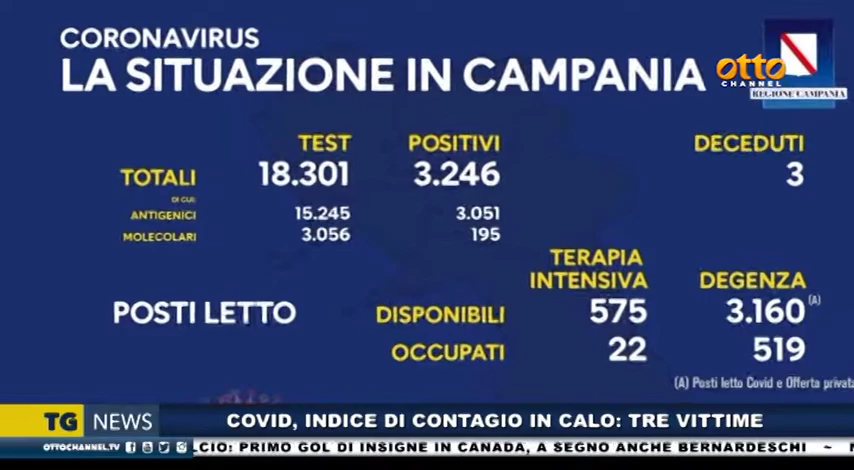 CORONAVIRUS
LA SITUAZIONE IN CAMPANIA
otto
CHANNEL
REGIONE CAMPANIA
TEST POSITIVI DECEDUTI
TOTALI 18.301 3.246 3
DI CUI:
ANTIGENICI 15.245 3.051
MOLECOLARI 3.056 195
TERAPIA
INTENSIVA DEGENZA
POSTI LETTO DISPONIBILI 575 3.160 (A)
OCCUPATI 22 519
(A) Posti letto Covid e Offerta privata
TG NEWS COVID, INDICE DI CONTAGIO IN CALO: TRE VITTIME
OTTOCHANNEL.TV LCIO: PRIMO GOL DI INSIGNE IN CANADA, A SEGNO ANCHE BERNARDESCHI ~